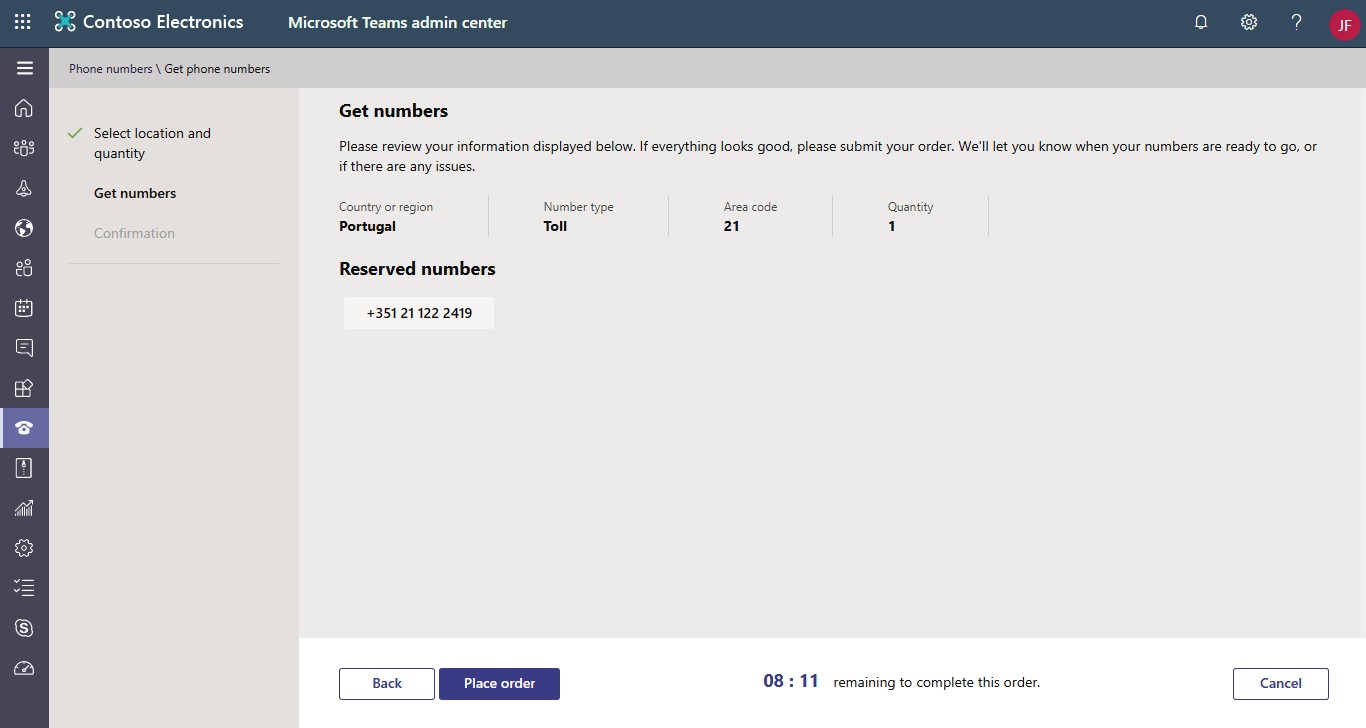 Contoso Electronics
Microsoft Teams admin center
?
JF
Phone numbers \ Get phone numbers
Select location and
quantity
Get numbers
Confirmation
Get numbers
Please review your information displayed below. If everything looks good, please submit your order. We'll let you know when your numbers are ready to go, or
if there are any issues.
Country or region
Portugal
Number type
Toll
Area code
21
Quantity
1
Reserved numbers
+351 21 122 2419
Back
Place order
08 : 11 remaining to complete this order.
Cancel